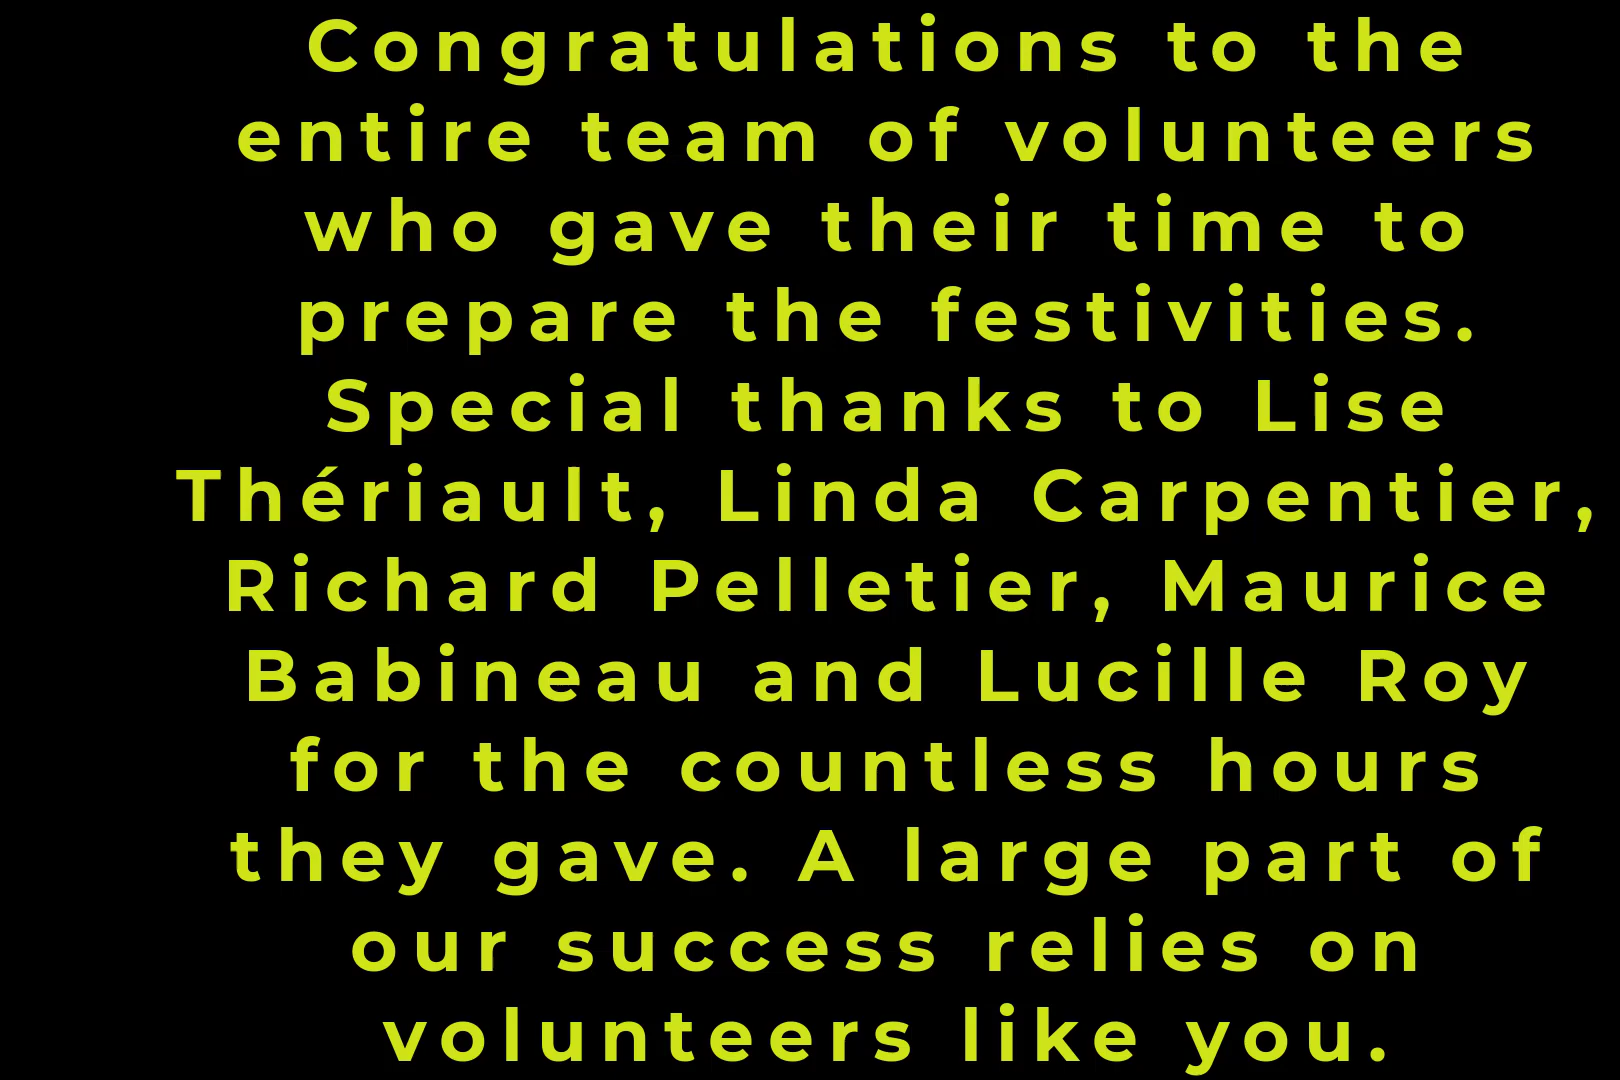 Congratulations to the
entire team of volunteers
who gave their time to
prepare the festivities.
Special thanks to Lise
Thériault, Linda Carpentier,
Richard Pelletier, Maurice
Babineau and Lucille Roy
for the countless hours
they gave. A large part of
our success relies on
volunteers like you.